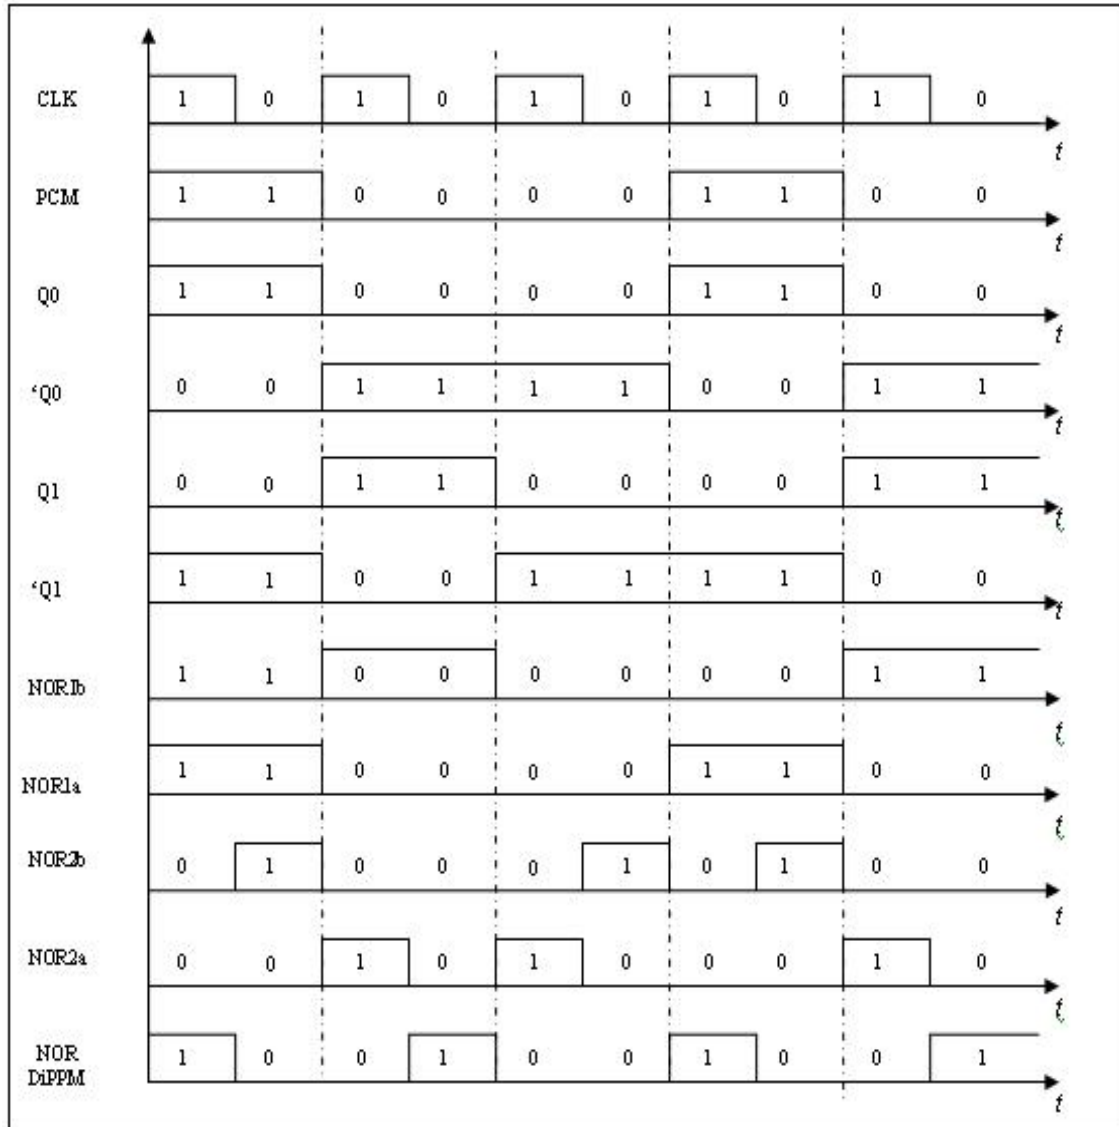 CLK 1 0 1 0 1 0 1 0 1 0
t
PCM 1 1 0 0 0 0 1 1 0 0
t
Q0 1 1 0 0 0 0 1 1 0 0
t
‘Q0 0 0 1 1 1 1 0 0 1 1
t
Q1 0 0 1 1 0 0 0 0 1 1
t
‘Q1 1 1 0 0 1 1 1 1 0 0
t
NOR1b 1 1 0 0 0 0 0 0 1 1
t
NOR1a 1 1 0 0 0 0 1 1 0 0
t
NOR2b 0 1 0 0 0 1 0 1 0 0
t
NOR2a 0 0 1 0 1 0 0 0 1 0
t
NOR
DiPPM 1 0 0 1 0 0 1 0 0 1
t